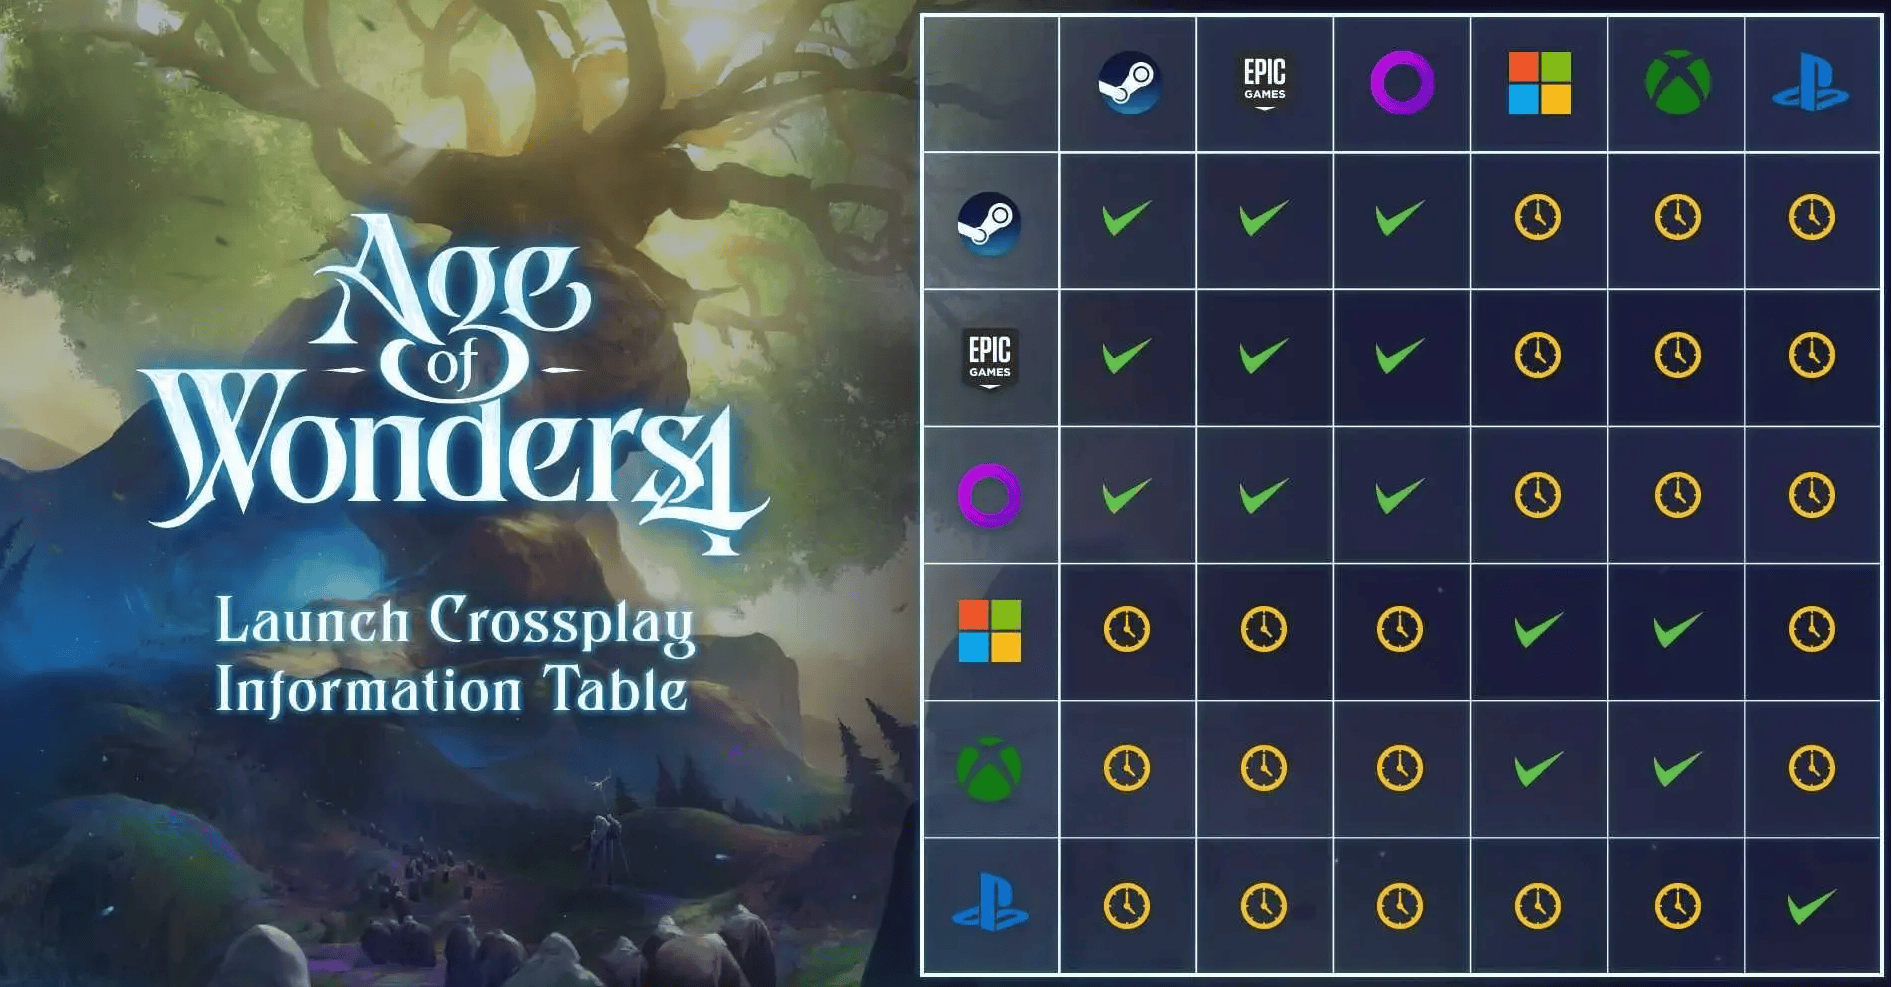 Age
of
Wonders 4
Launch Crossplay
Information Table
EPIC
GAMES
EPIC
GAMES